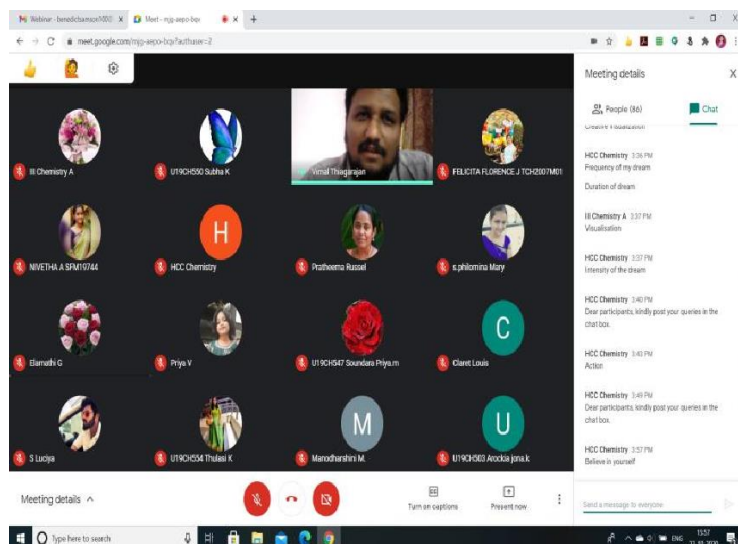 Meet - mjg-aepo-bqx
meet.google.com/mjg-aepo-bqx?authuser=2
III Chemistry A
U19CH550 Subha K
Vimal Thiagarajan
FELICITA FLORENCE.J TCH2007M01
NIVETHA A SFM19744
HCC Chemistry
Pratheema Russel
s.philomina Mary
Elamathi G
Priya V
U19CH547 Soundara Priya.m
Claret Louis
S Luciya
U19CH554 Thulasi K
Manodharshini M.
U19CH503 Arockia jona.k
H
C
M
U
Meeting details
Turn on captions
Present now
Meeting details
X
People (86)
Chat
Creative Visualization
HCC Chemistry 3:36 PM
Frequency of my dream
Duration of dream
III Chemistry A 3:37 PM
Visualisation
HCC Chemistry 3:37 PM
Intensity of the dream
HCC Chemistry 3:40 PM
Dear participants, kindly post your queries in the
chat box.
HCC Chemistry 3:43 PM
Action
HCC Chemistry 3:49 PM
Dear participants, kindly post your queries in the
chat box.
HCC Chemistry 3:57 PM
Believe in yourself
Send a message to everyone
Type here to search
ENG
15:57